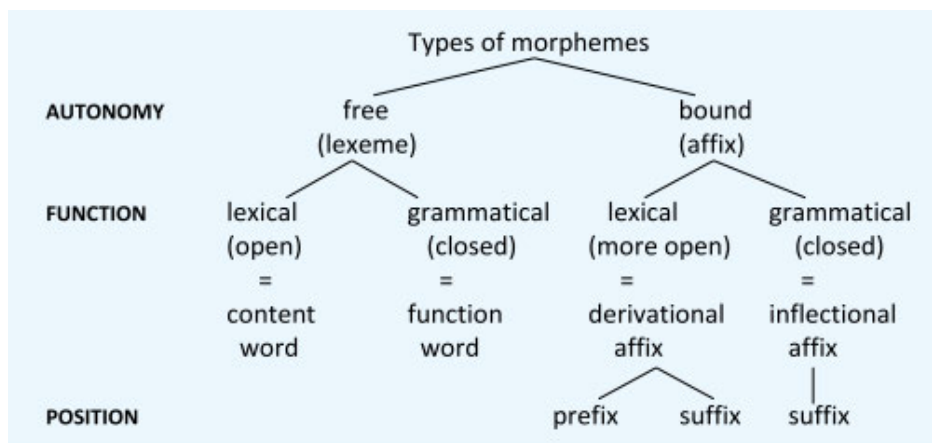 Types of morphemes
AUTONOMY free bound
(lexeme) (affix)
FUNCTION lexical grammatical lexical grammatical
(open) (closed) (more open) (closed)
= = = =
content function derivational inflectional
word word affix affix
POSITION prefix suffix suffix